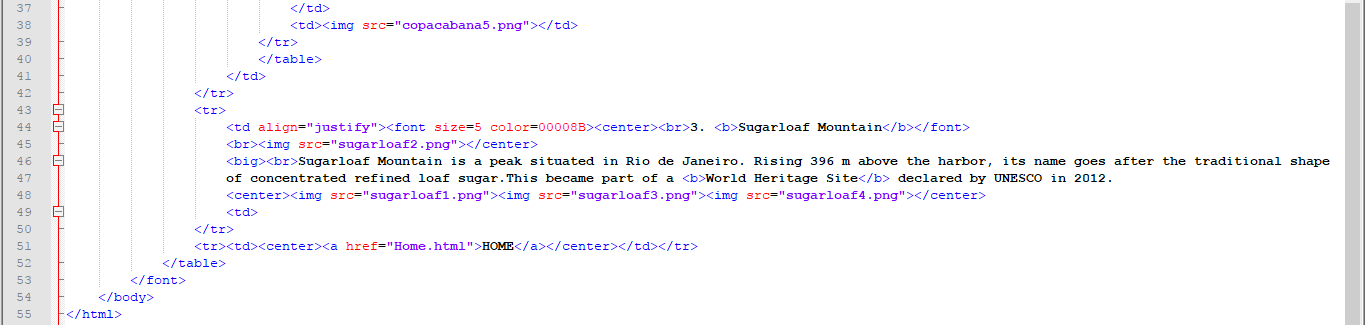 37 </td>
38 <td><img src="copacabana5.png"></td>
39 </tr>
40 </table>
41 </td>
42 </tr>
43 <tr>
44 <td align="justify"><font size=5 color=00008B><center><br>3. <b>Sugarloaf Mountain</b></font>
45 <br><img src="sugarloaf2.png"></center>
46 <big><br>Sugarloaf Mountain is a peak situated in Rio de Janeiro. Rising 396 m above the harbor, its name goes after the traditional shape
47 of concentrated refined loaf sugar.This became part of a <b>World Heritage Site</b> declared by UNESCO in 2012.
48 <center><img src="sugarloaf1.png"><img src="sugarloaf3.png"><img src="sugarloaf4.png"></center>
49 <td>
50 </tr>
51 <tr><td><center><a href="Home.html">HOME</a></center></td></tr>
52 </table>
53 </font>
54 </body>
55 </html>